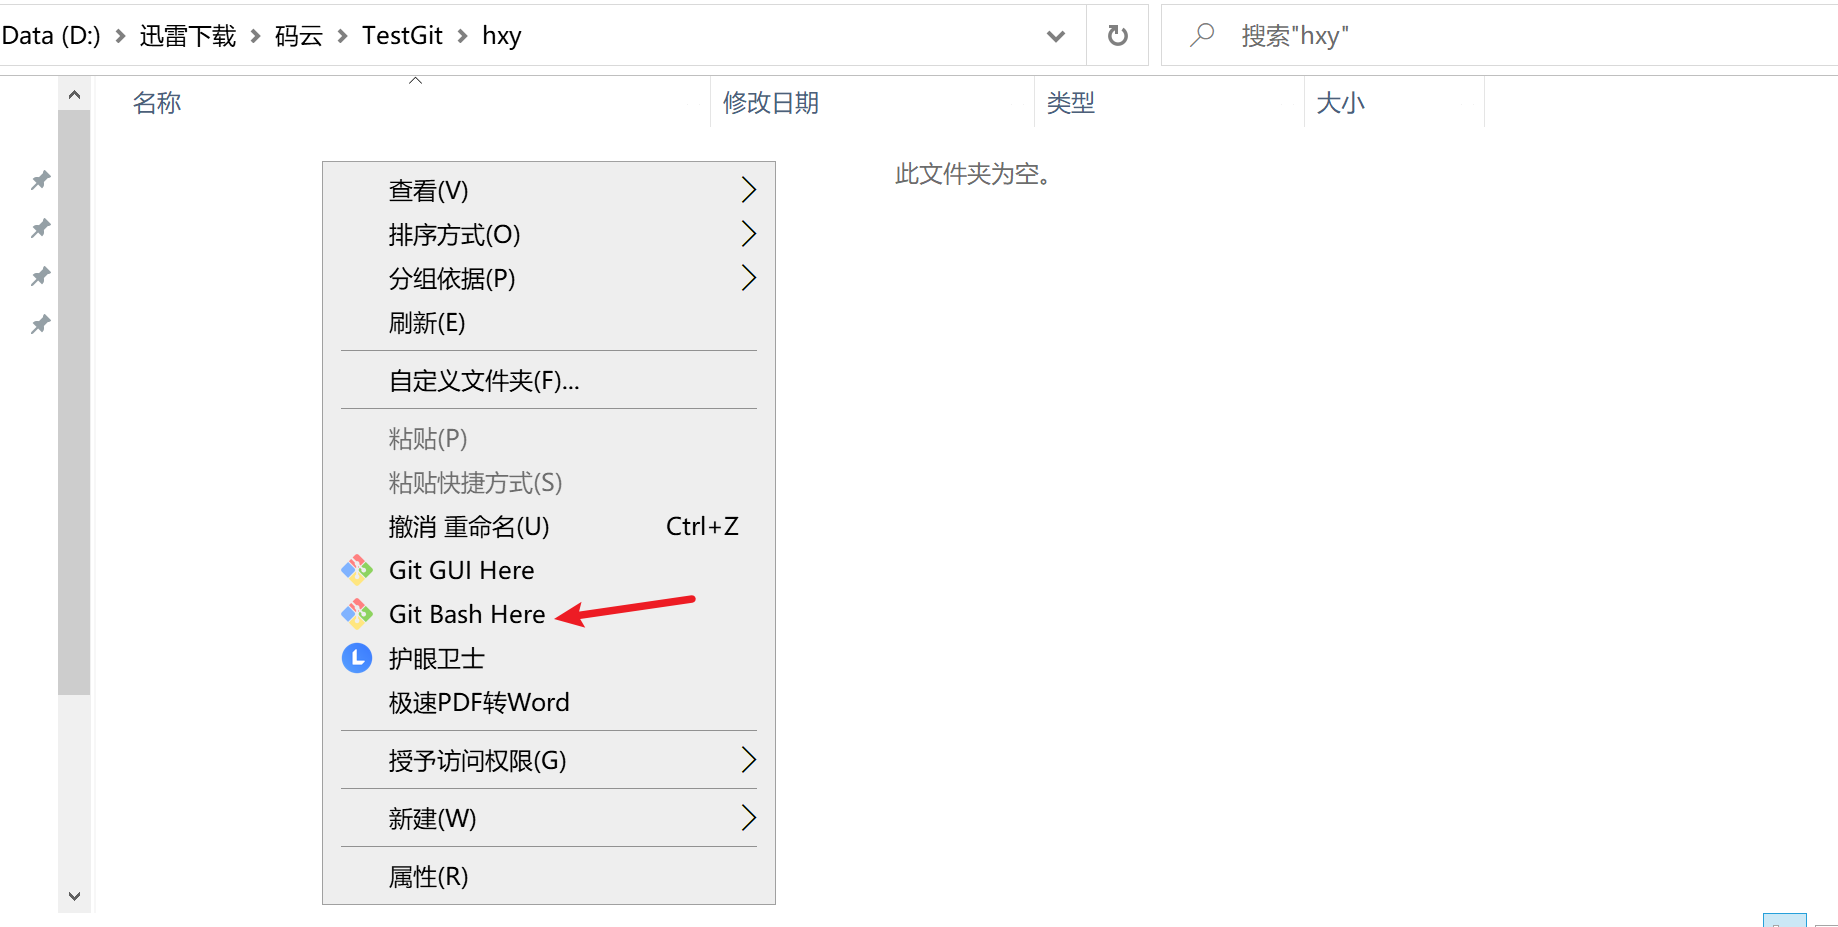 Data (D:) > 迅雷下载 > 码云 > TestGit > hxy
搜索"hxy"
名称 修改日期 类型 大小
此文件夹为空。
查看(V)
排序方式(O)
分组依据(P)
刷新(E)
自定义文件夹(F)...
粘贴(P)
粘贴快捷方式(S)
撤消 重命名(U) Ctrl+Z
Git GUI Here
Git Bash Here
护眼卫士
极速PDF转Word
授予访问权限(G)
新建(W)
属性(R)